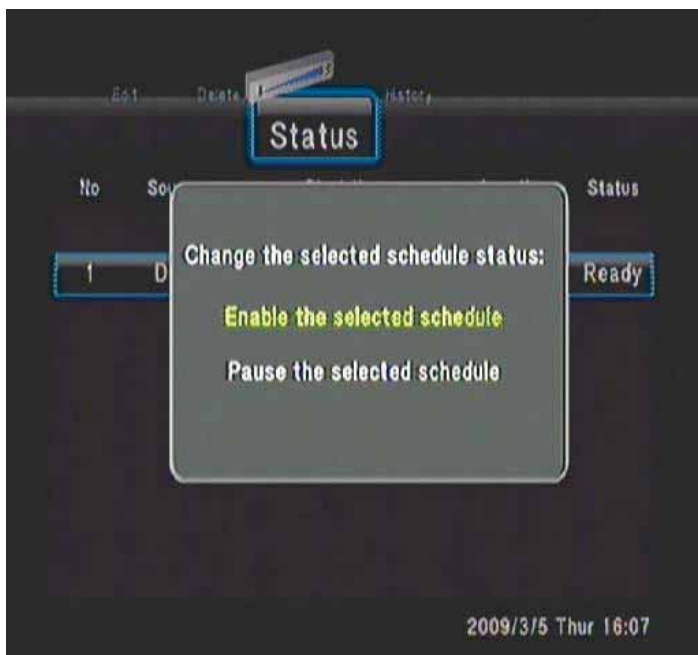 Edit Delete History
Status
No Sou Status
Change the selected schedule status:
1 D Ready
Enable the selected schedule
Pause the selected schedule
2009/3/5 Thur 16:07